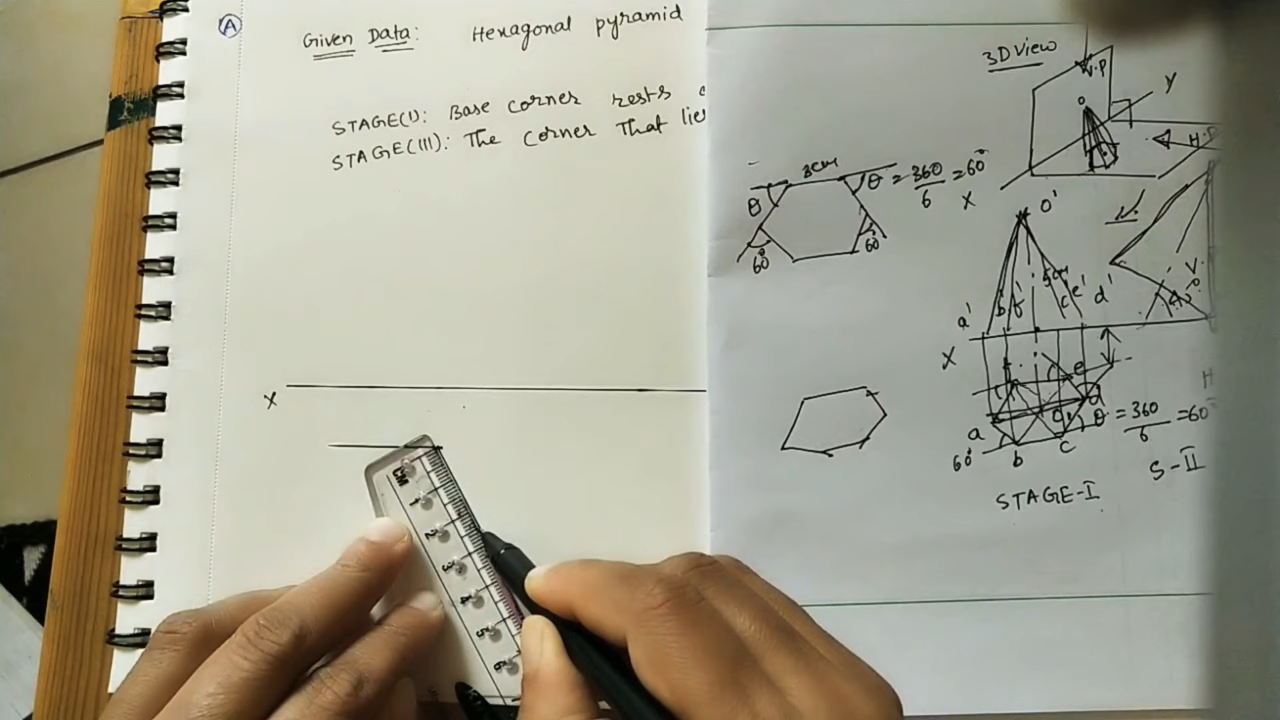 A
Given Data: Hexagonal pyramid
STAGE(I): Base corner rests
STAGE(III): The corner That lie
X
3D View
V.P
Y
H.P
X
O
3cm
θ
θ = 360/6 = 60°
60°
60°
O'
5cm
a' b' f' c' e' d'
X
a
b
c
d
e
60°
θ = 360/6 = 60°
STAGE-I
S-II
V.
H
CM 1 2 3 4 5 6